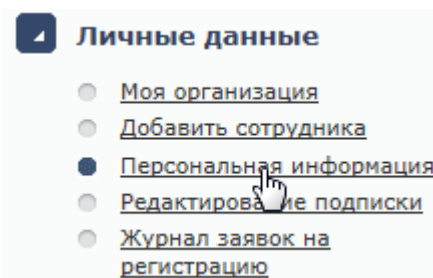 Личные данные
Моя организация
Добавить сотрудника
Персональная информация
Редактирование подписки
Журнал заявок на
регистрацию